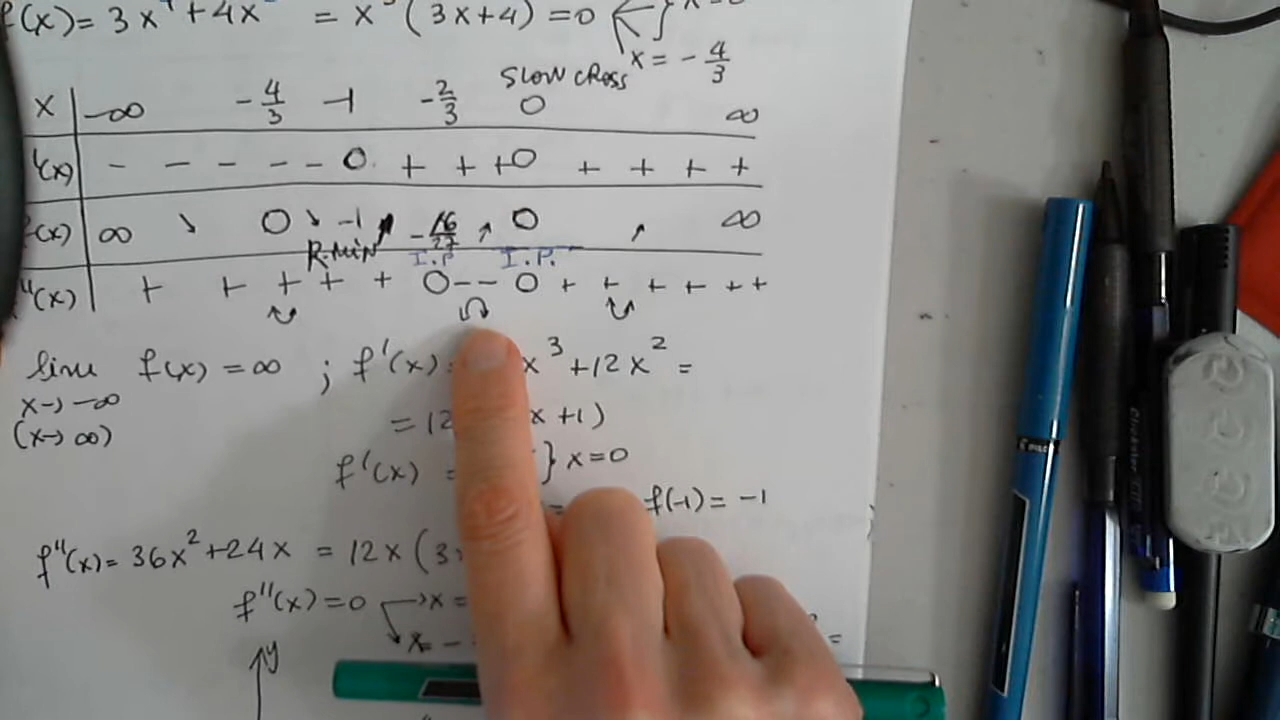 f(x) = 3x⁴ + 4x³ = x³ (3x+4) = 0
x = - 4/3
SLOW CROSS
x | -∞ - 4/3 -1 - 2/3 0 ∞
'(x) | - - - - - 0 + + + 0 + + + +
f(x) | ∞ ↘ 0 ↘ -1 ↗ - 16/27 ↗ 0 ↗ ∞
R.MIN I.P I.P.
"(x) | + + + + + 0 - - 0 + + + + + +
lim f(x) = ∞ ; f'(x) x³ + 12x² =
x→ -∞
(x→ ∞)
= 12 x+1)
f'(x) = } x=0
f(-1) = -1
f"(x) = 36x² + 24x = 12x (3
f"(x) = 0 → x =
x = -
y